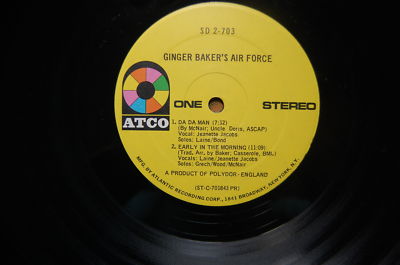 SD 2-703
GINGER BAKER'S AIR FORCE
ATCO
ONE
STEREO
1. DA DA MAN (7:12)
(By McNair; Uncle Doris, ASCAP)
Vocal: Jeanette Jacobs
Solos: Laine/Bond
2. EARLY IN THE MORNING (11:09)
(Trad. Arr. by Baker; Casserole, BMI)
Vocals: Laine/Jeanette Jacobs
Solos: Grech/Wood/McNair
A PRODUCT OF POLYDOR-ENGLAND
(ST-C-701842 PR)
MFG BY ATLANTIC RECORDING CORP., 1841 BROADWAY, NEW YORK, N.Y.